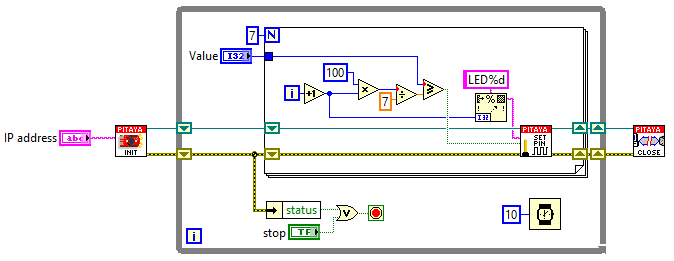 7
N
Value
I32
100
LED%d
i
+1
x
÷
≥
7
% 
I32
IP address
abc
PITAYA
INIT
PITAYA
SET
PIN
PITAYA
CLOSE
status
V
stop
TF
10
i